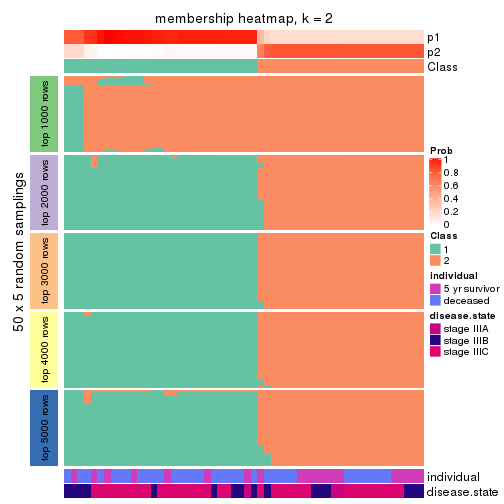 membership heatmap, k = 2
p1
p2
Class
50 x 5 random samplings
top 1000 rows
top 2000 rows
top 3000 rows
top 4000 rows
top 5000 rows
Prob
1
0.8
0.6
0.4
0.2
0
Class
1
2
individual
5 yr survivor
deceased
disease.state
stage IIIA
stage IIIB
stage IIIC
individual
disease.state